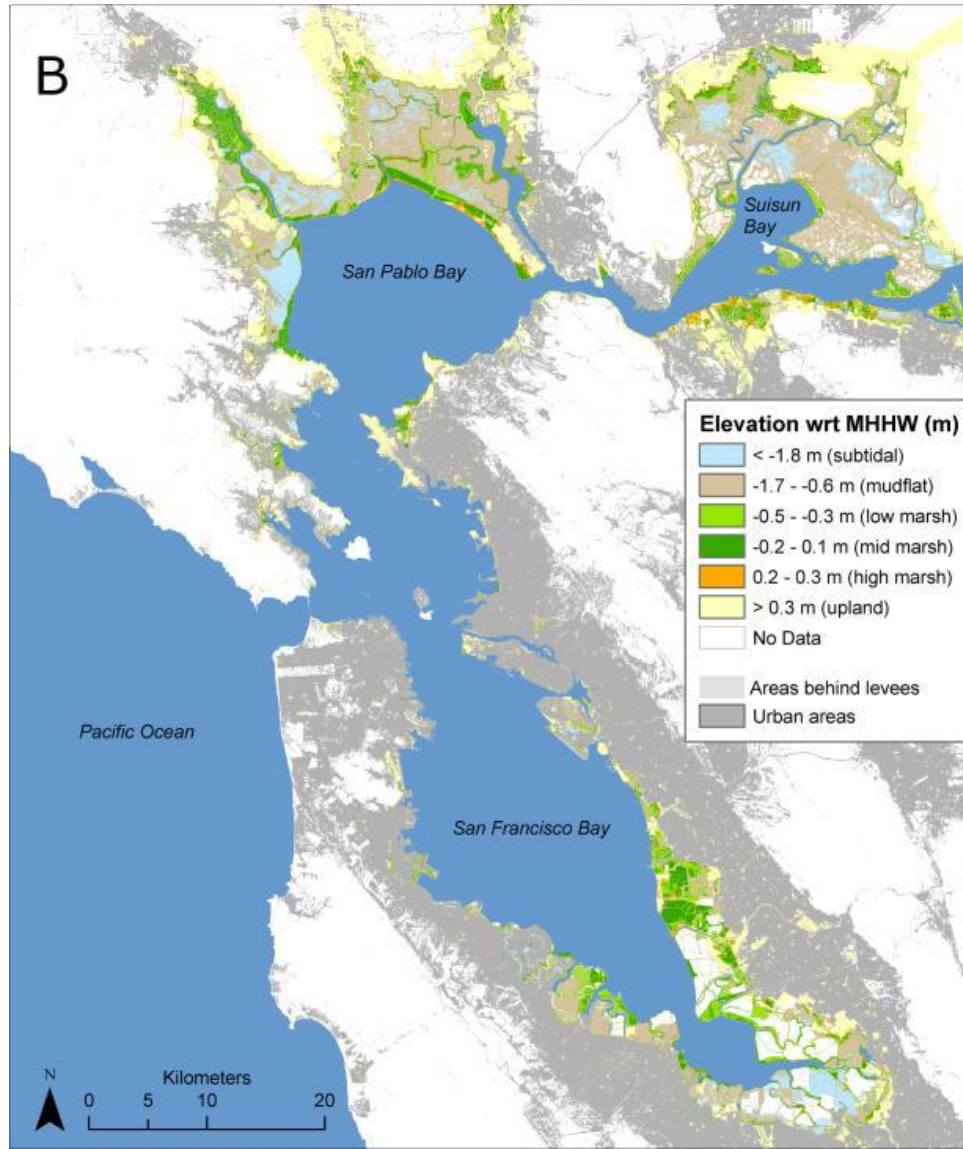 B
San Pablo Bay
Suisun
Bay
Elevation wrt MHHW (m)
< -1.8 m (subtidal)
-1.7 - -0.6 m (mudflat)
-0.5 - -0.3 m (low marsh)
-0.2 - 0.1 m (mid marsh)
0.2 - 0.3 m (high marsh)
> 0.3 m (upland)
No Data
Areas behind levees
Urban areas
Pacific Ocean
San Francisco Bay
N
Kilometers
0 5 10 20